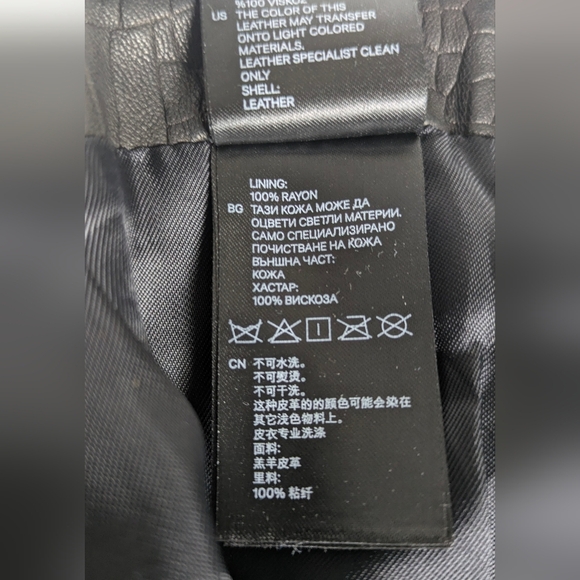 %100 VİSKOZ
US THE COLOR OF THIS
LEATHER MAY TRANSFER
ONTO LIGHT COLORED
MATERIALS.
LEATHER SPECIALIST CLEAN
ONLY
SHELL:
LEATHER
LINING:
100% RAYON
BG ТАЗИ КОЖА МОЖЕ ДА
ОЦВЕТИ СВЕТЛИ МАТЕРИИ.
САМО СПЕЦИАЛИЗИРАНО
ПОЧИСТВАНЕ НА КОЖА
ВЪНШНА ЧАСТ:
КОЖА
ХАСТАР:
100% ВИСКОЗА
CN 不可水洗。
不可熨烫。
不可干洗。
这种皮革的的颜色可能会染在
其它浅色物料上。
皮衣专业洗涤
面料:
羔羊皮革
里料:
100% 粘纤